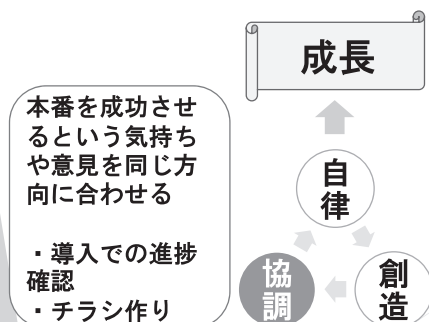 成長
本番を成功させ
るという気持ち
や意見を同じ方
向に合わせる
・導入での進捗
確認
・チラシ作り
自
律
協
調
創
造